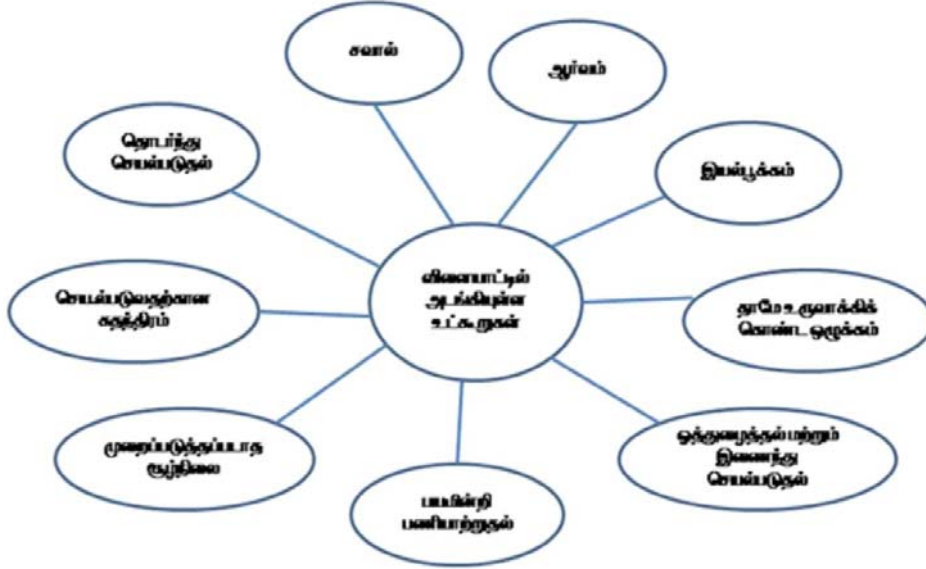 சவால்
ஆர்வம்
தொடர்ந்து
செயல்படுதல்
இயல்பூக்கம்
விளையாட்டில்
அடங்கியுள்ள
உட்கூறுகள்
செயல்படுவதற்கான
சுதந்திரம்
தாமே உருவாக்கிக்
கொண்ட ஒழுக்கம்
முறைப்படுத்தப்படாத
சூழ்நிலை
ஒத்துழைத்தல் மற்றும்
இணைந்து
செயல்படுதல்
பயமின்றி
பணியாற்றுதல்